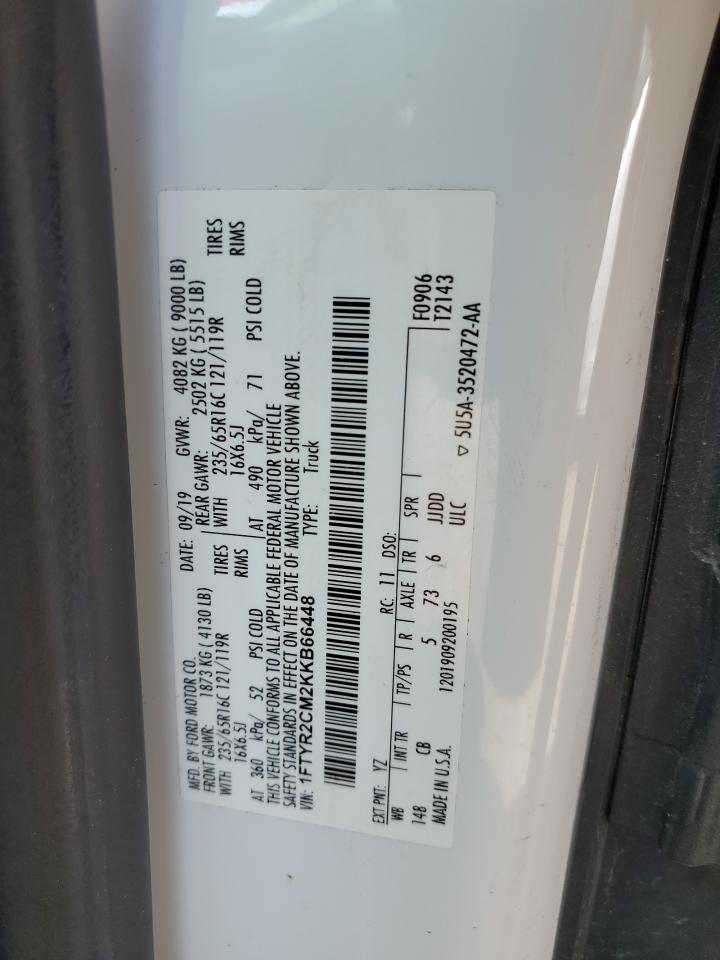 MFD. BY FORD MOTOR CO.
DATE: 09/19 GVWR: 4082 KG ( 9000 LB)
FRONT GAWR: 1873 KG ( 4130 LB) REAR GAWR: 2502 KG ( 5515 LB)
WITH 235/65R16C 121/119R TIRES WITH 235/65R16C 121/119R TIRES
16X6.5J RIMS 16X6.5J RIMS
AT 360 kPa/ 52 PSI COLD AT 490 kPa/ 71 PSI COLD
THIS VEHICLE CONFORMS TO ALL APPLICABLE FEDERAL MOTOR VEHICLE
SAFETY STANDARDS IN EFFECT ON THE DATE OF MANUFACTURE SHOWN ABOVE.
VIN: 1FTYR2CM2KKB66448 TYPE: Truck
EXT PNT: YZ RC: 11 DSO: F0906
WB INT TR TP/PS R AXLE TR SPR T2143
148 CB 5 73 6 JJDD
MADE IN U.S.A. 1201909200195 ULC ▽ 5U5A-3520472-AA